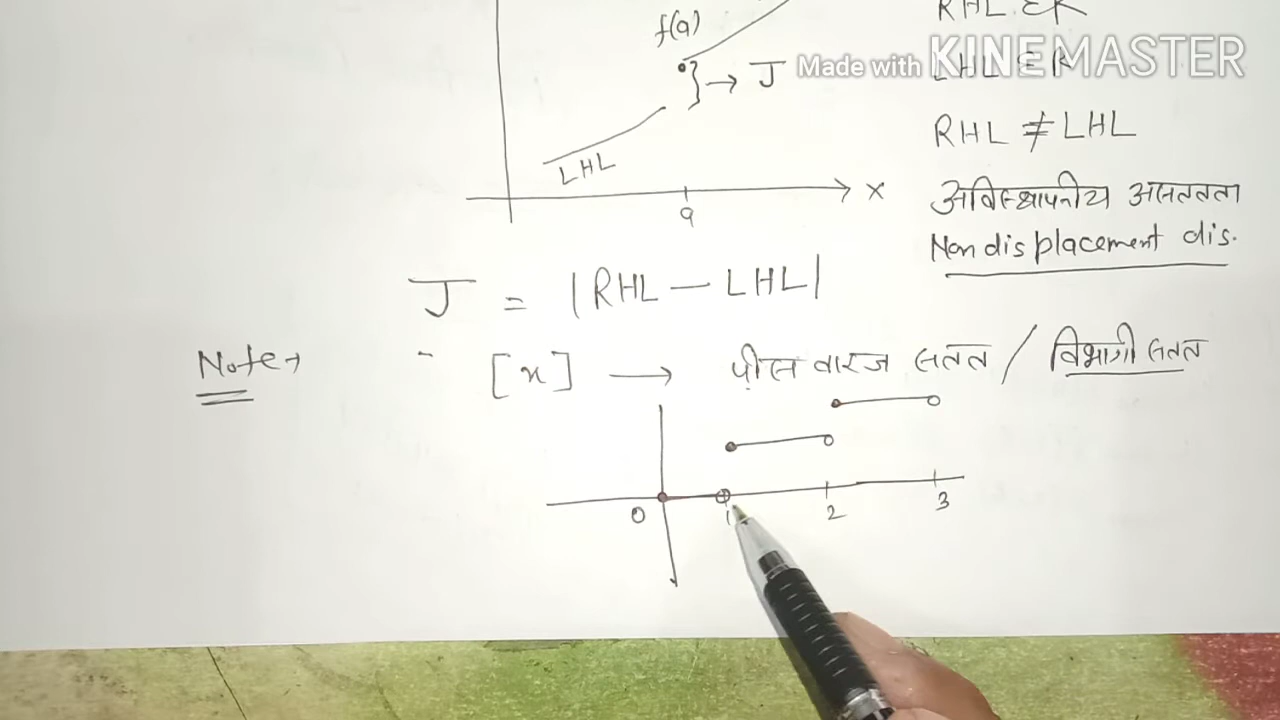 RHL ∈ R
f(a)
Made with KINEMASTER
LHL ∈ R
→ J
RHL ≠ LHL
LHL
x
a
अविस्थापनीय असततता
Non displacement dis.
J = |RHL - LHL|
Note → - [x] → पीस वाइज सतत / विभागी सतत
0 1 2 3